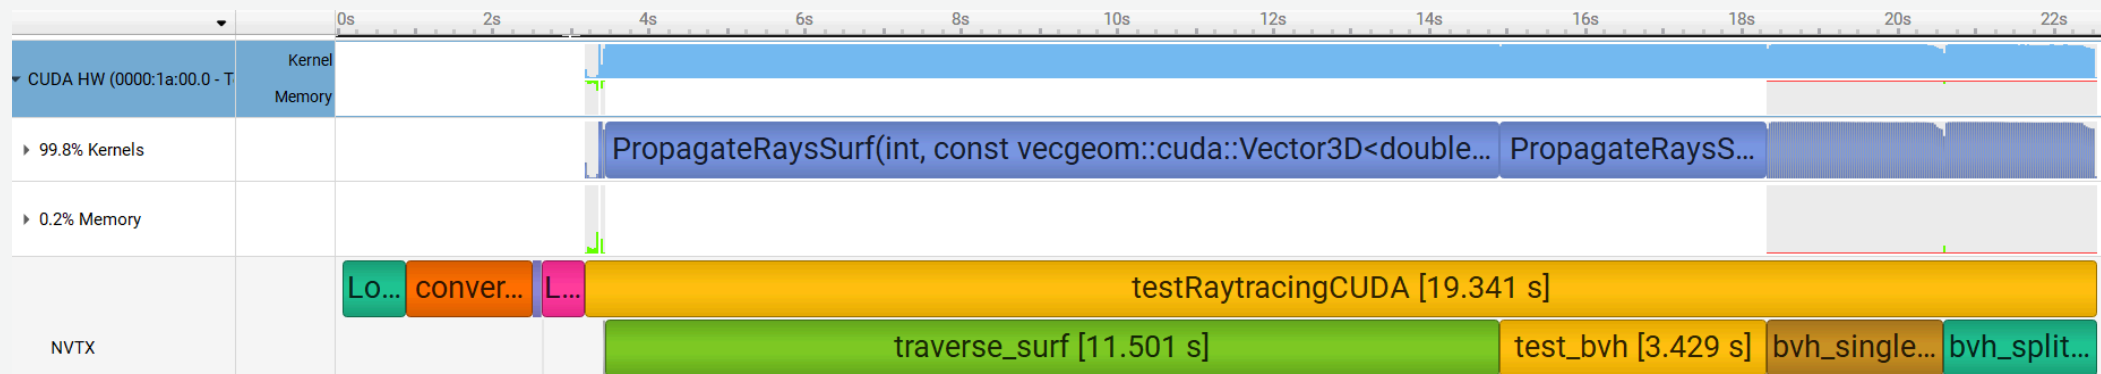 0s 2s 4s 6s 8s 10s 12s 14s 16s 18s 20s 22s
Kernel
CUDA HW (0000:1a:00.0 - T
Memory
99.8% Kernels
PropagateRaysSurf(int, const vecgeom::cuda::Vector3D<double... PropagateRaysS...
0.2% Memory
Lo... conver... L... testRaytracingCUDA [19.341 s]
NVTX traverse_surf [11.501 s] test_bvh [3.429 s] bvh_single... bvh_split...